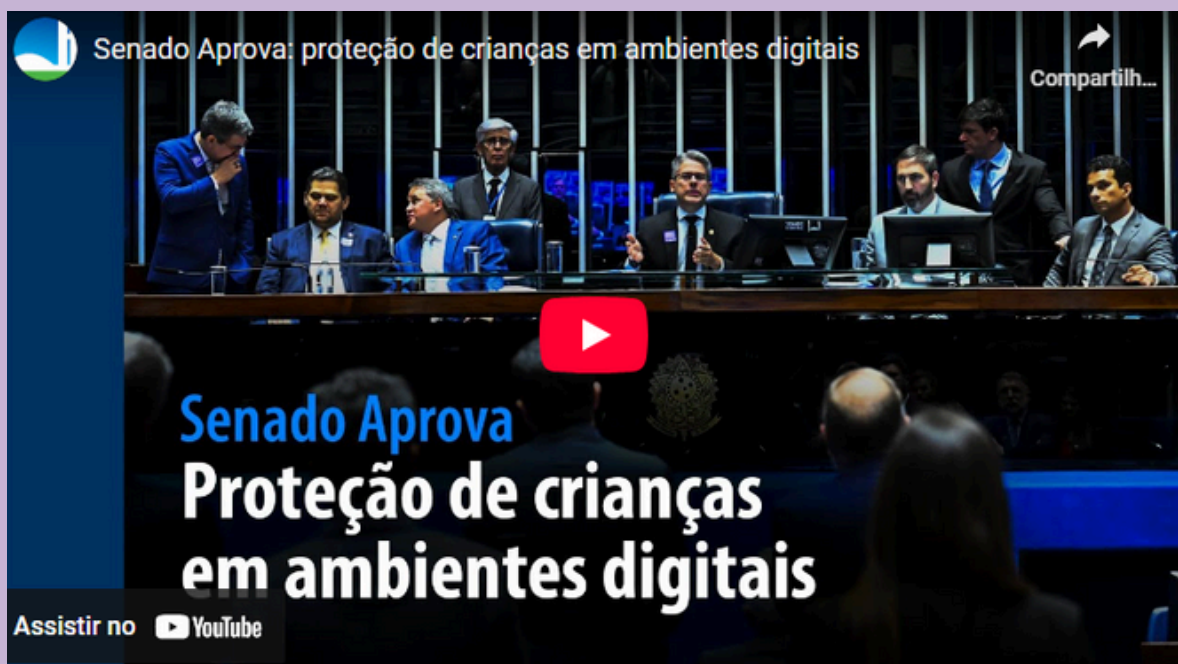 Senado Aprova: proteção de crianças em ambientes digitais
Compartilh...
Senado Aprova
Proteção de crianças
em ambientes digitais
Assistir no YouTube